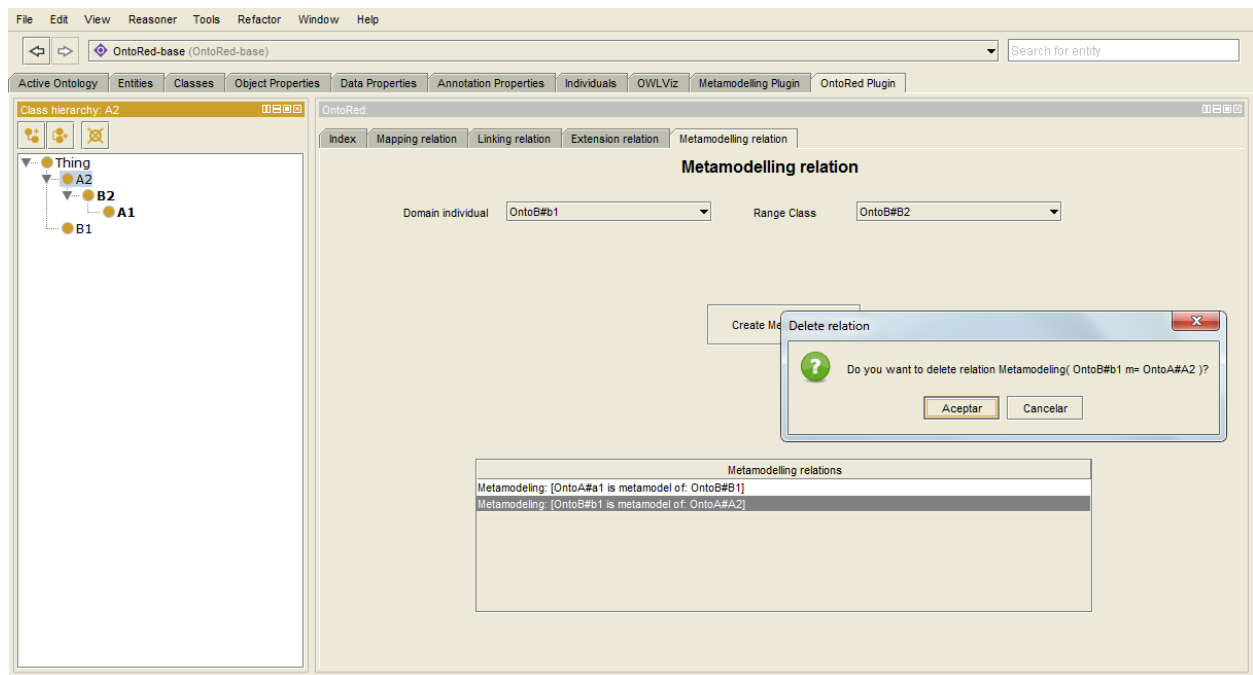 File Edit View Reasoner Tools Refactor Window Help
OntoRed-base (OntoRed-base)
Search for entity
Active Ontology Entities Classes Object Properties Data Properties Annotation Properties Individuals OWLViz Metamodelling Plugin OntoRed Plugin
Class hierarchy: A2
OntoRed:
Index Mapping relation Linking relation Extension relation Metamodelling relation
Thing
A2
B2
A1
B1
Metamodelling relation
Domain individual OntoB#b1 Range Class OntoB#B2
Create Me
Delete relation
Do you want to delete relation Metamodeling( OntoB#b1 m= OntoA#A2 )?
Aceptar Cancelar
Metamodelling relations
Metamodeling: [OntoA#a1 is metamodel of: OntoB#B1]
Metamodeling: [OntoB#b1 is metamodel of: OntoA#A2]